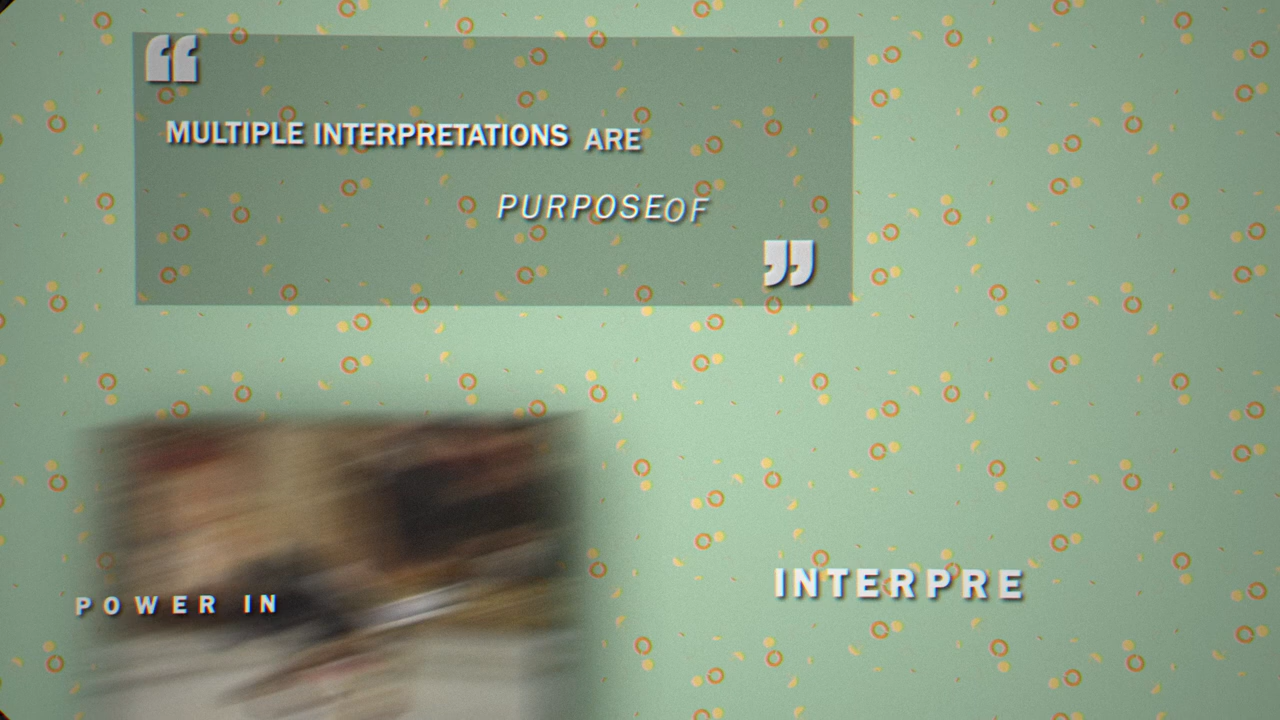 “
MULTIPLE INTERPRETATIONS ARE
PURPOSEOF
”
POWER IN
INTERPRE